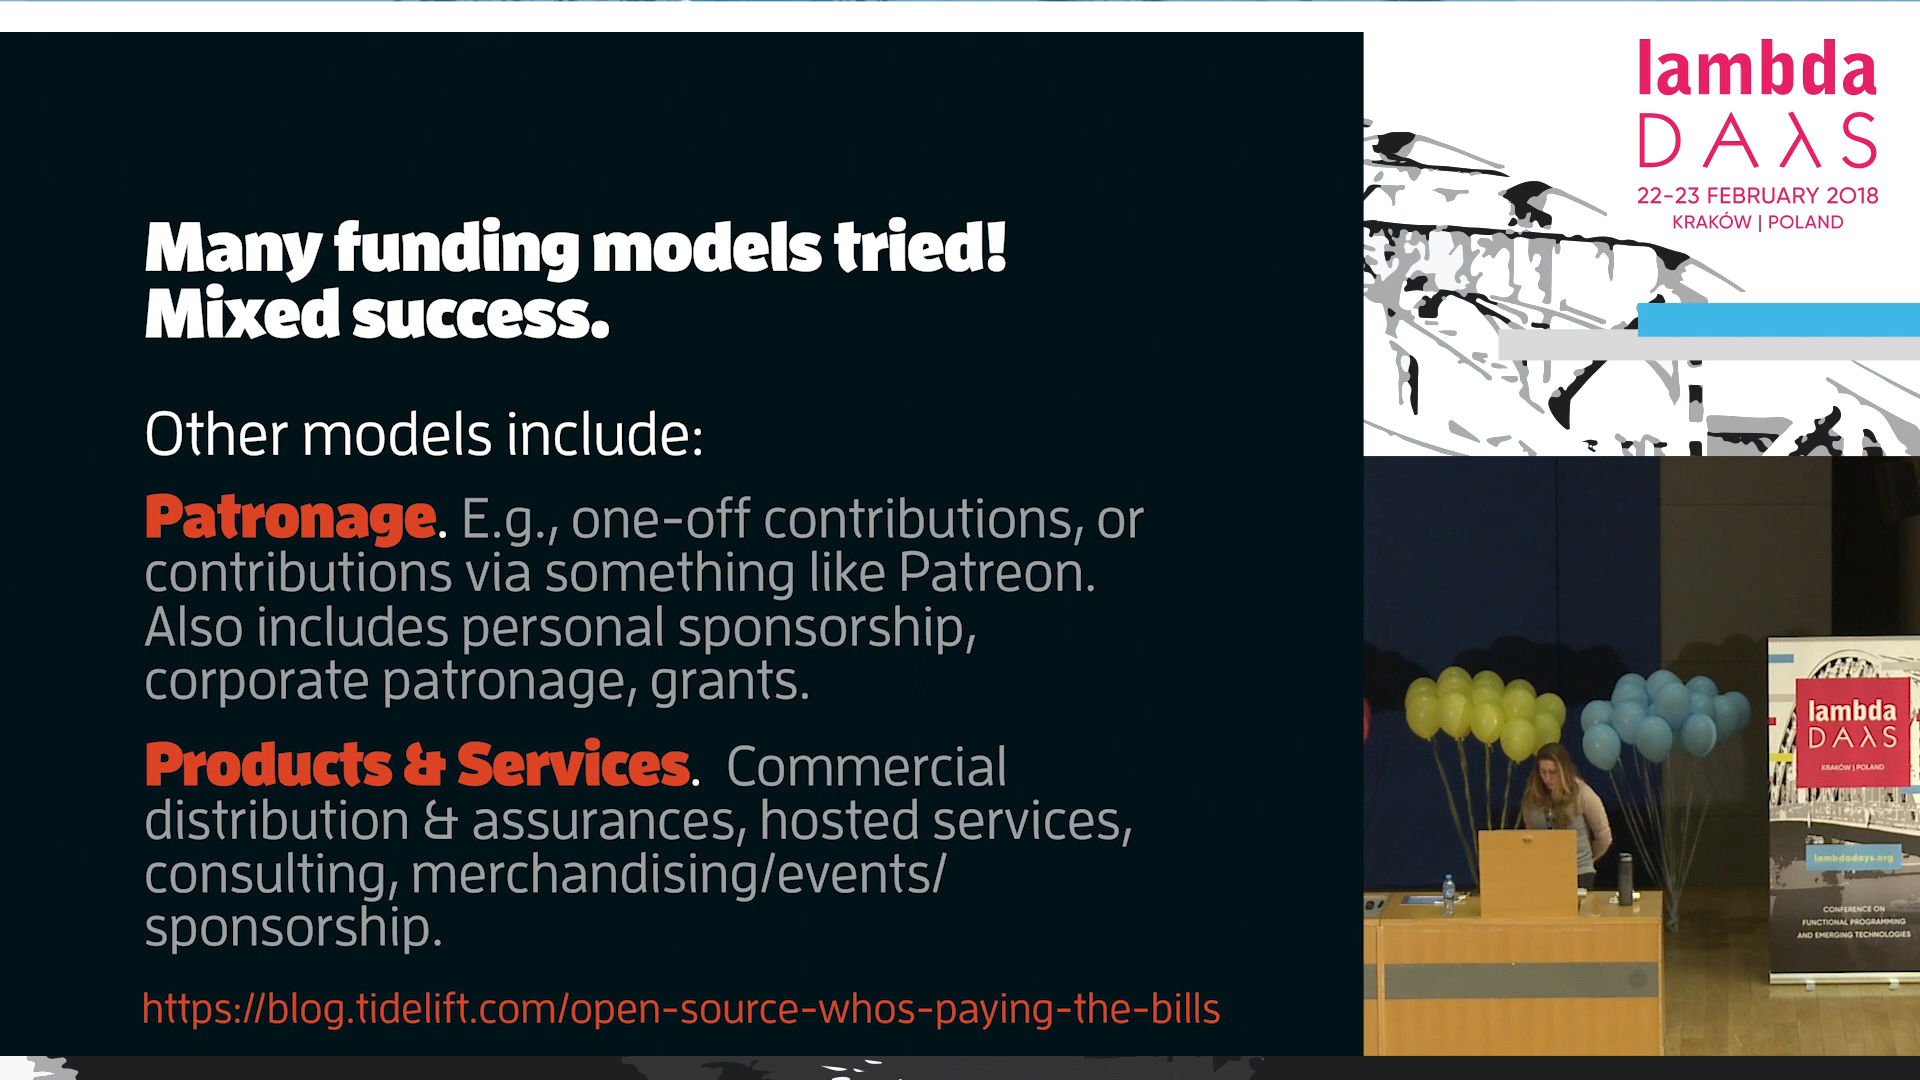 Many funding models tried!
Mixed success.
Other models include:
Patronage. E.g., one-off contributions, or
contributions via something like Patreon.
Also includes personal sponsorship,
corporate patronage, grants.
Products & Services. Commercial
distribution & assurances, hosted services,
consulting, merchandising/events/
sponsorship.
https://blog.tidelift.com/open-source-whos-paying-the-bills
lambda
DAλS
22-23 FEBRUARY 2018
KRAKÓW | POLAND
lambda
DAλS
KRAKÓW | POLAND
lambdadays.org
CONFERENCE ON
FUNCTIONAL PROGRAMMING
AND EMERGING TECHNOLOGIES